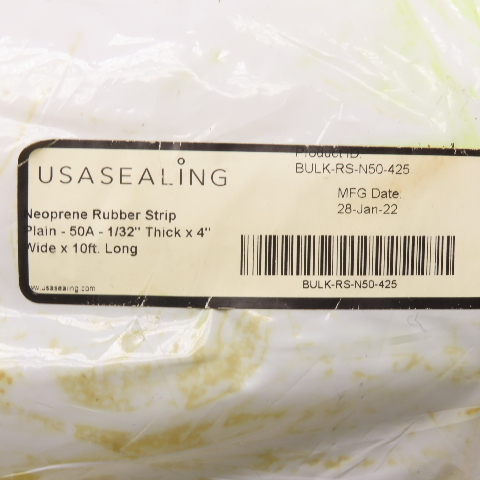 USASEALING
Product ID:
BULK-RS-N50-425
MFG Date:
28-Jan-22
Neoprene Rubber Strip
Plain - 50A - 1/32" Thick x 4"
Wide x 10ft. Long
BULK-RS-N50-425
www.usasealing.com